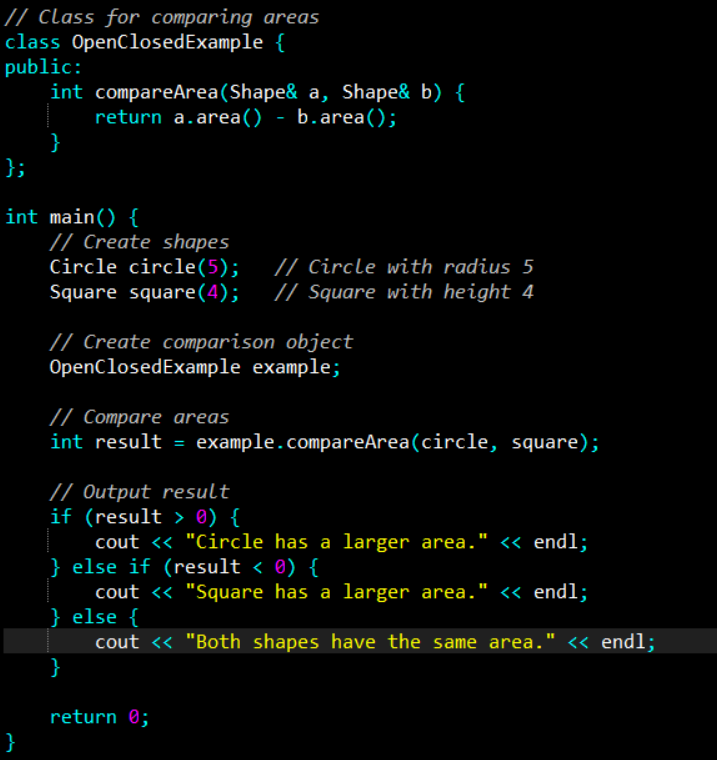 // Class for comparing areas
class OpenClosedExample {
public:
    int compareArea(Shape& a, Shape& b) {
        return a.area() - b.area();
    }
};

int main() {
    // Create shapes
    Circle circle(5);   // Circle with radius 5
    Square square(4);   // Square with height 4

    // Create comparison object
    OpenClosedExample example;

    // Compare areas
    int result = example.compareArea(circle, square);

    // Output result
    if (result > 0) {
        cout << "Circle has a larger area." << endl;
    } else if (result < 0) {
        cout << "Square has a larger area." << endl;
    } else {
        cout << "Both shapes have the same area." << endl;
    }

    return 0;
}